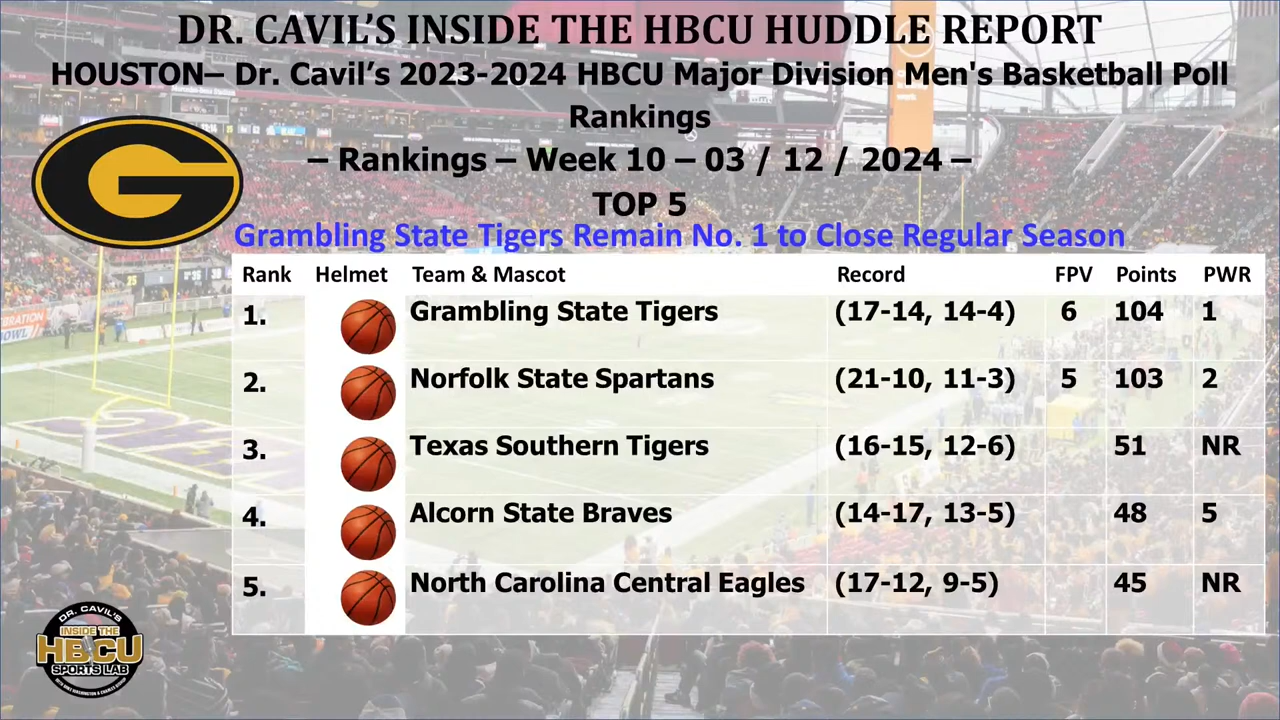 DR. CAVIL’S INSIDE THE HBCU HUDDLE REPORT
HOUSTON– Dr. Cavil’s 2023-2024 HBCU Major Division Men's Basketball Poll
Rankings
– Rankings – Week 10 – 03 / 12 / 2024 –
TOP 5
G
Grambling State Tigers Remain No. 1 to Close Regular Season
Rank Helmet Team & Mascot Record FPV Points PWR
1. Grambling State Tigers (17-14, 14-4) 6 104 1
2. Norfolk State Spartans (21-10, 11-3) 5 103 2
3. Texas Southern Tigers (16-15, 12-6) 51 NR
4. Alcorn State Braves (14-17, 13-5) 48 5
5. North Carolina Central Eagles (17-12, 9-5) 45 NR
DR. CAVIL'S
INSIDE THE
HBCU
SPORTS LAB